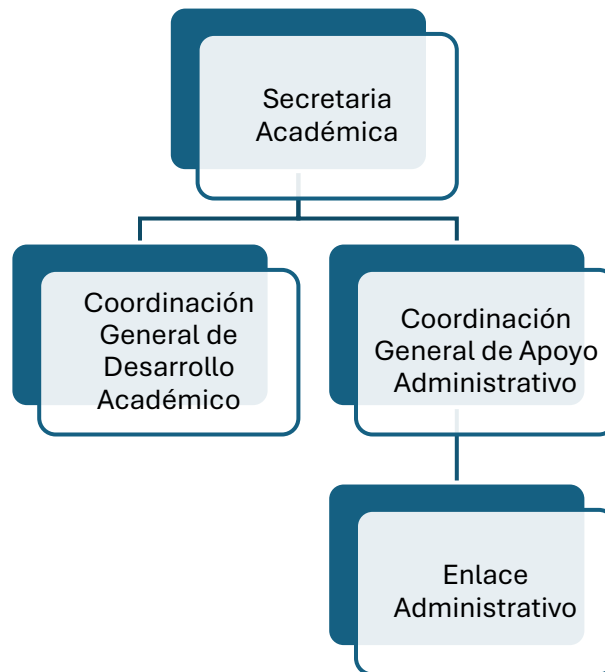 Secretaria
Académica
Coordinación
General de
Desarrollo
Académico
Coordinación
General de Apoyo
Administrativo
Enlace
Administrativo